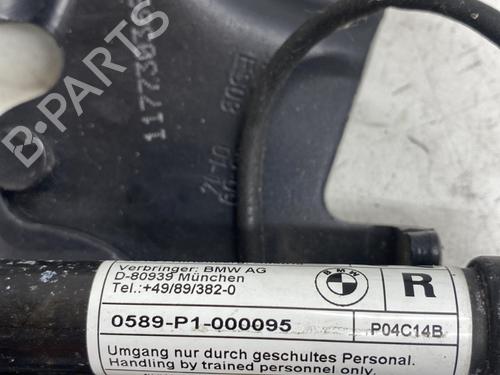 B-PARTS
Verbringer: BMW AG
D-80939 München
Tel.:+49/89/382-0
BMW
R
0589-P1-000095
P04C14B
Umgang nur durch geschultes Personal.
Handling by trained personnel only.